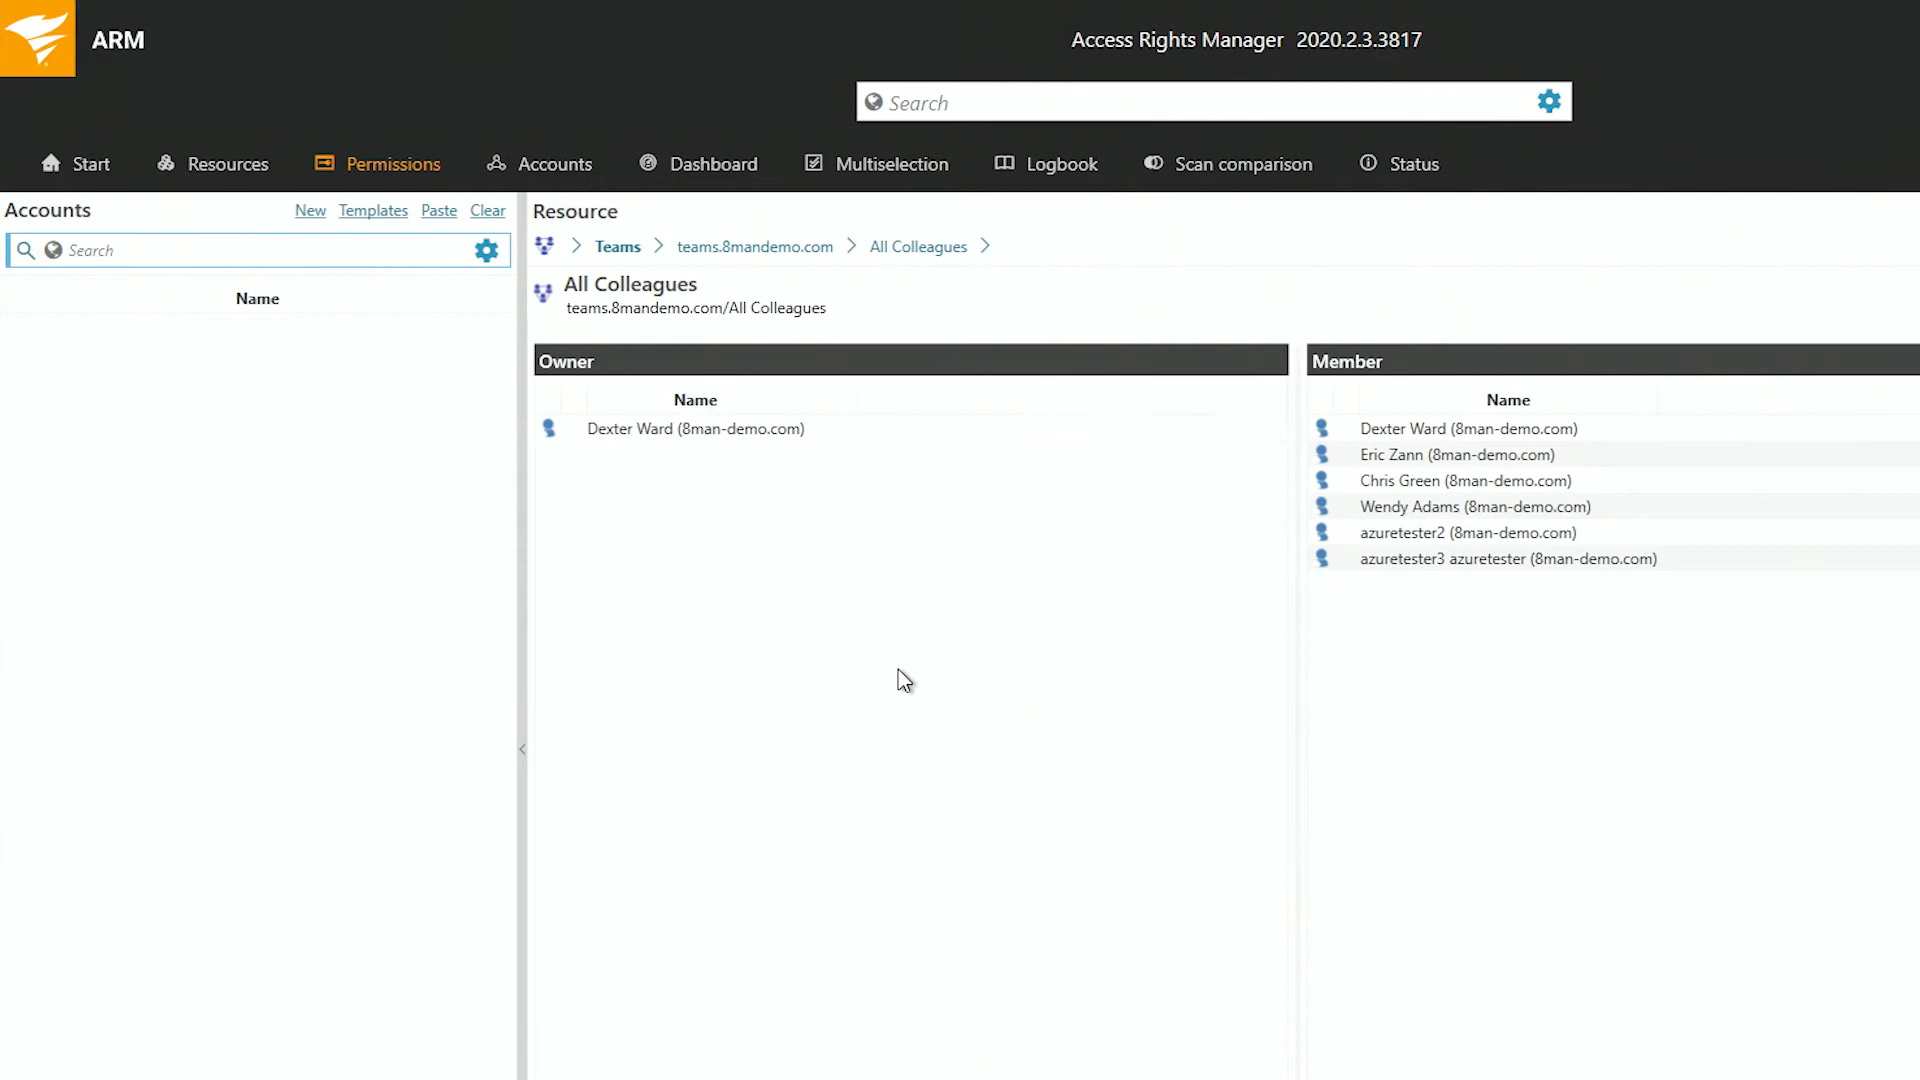 ARM
Access Rights Manager 2020.2.3.3817
Search
Start Resources Permissions Accounts Dashboard Multiselection Logbook Scan comparison Status
Accounts New Templates Paste Clear
Search
Name
Resource
Teams teams.8mandemo.com All Colleagues
All Colleagues
teams.8mandemo.com/All Colleagues
Owner
Name
Dexter Ward (8man-demo.com)
Member
Name
Dexter Ward (8man-demo.com)
Eric Zann (8man-demo.com)
Chris Green (8man-demo.com)
Wendy Adams (8man-demo.com)
azuretester2 (8man-demo.com)
azuretester3 azuretester (8man-demo.com)